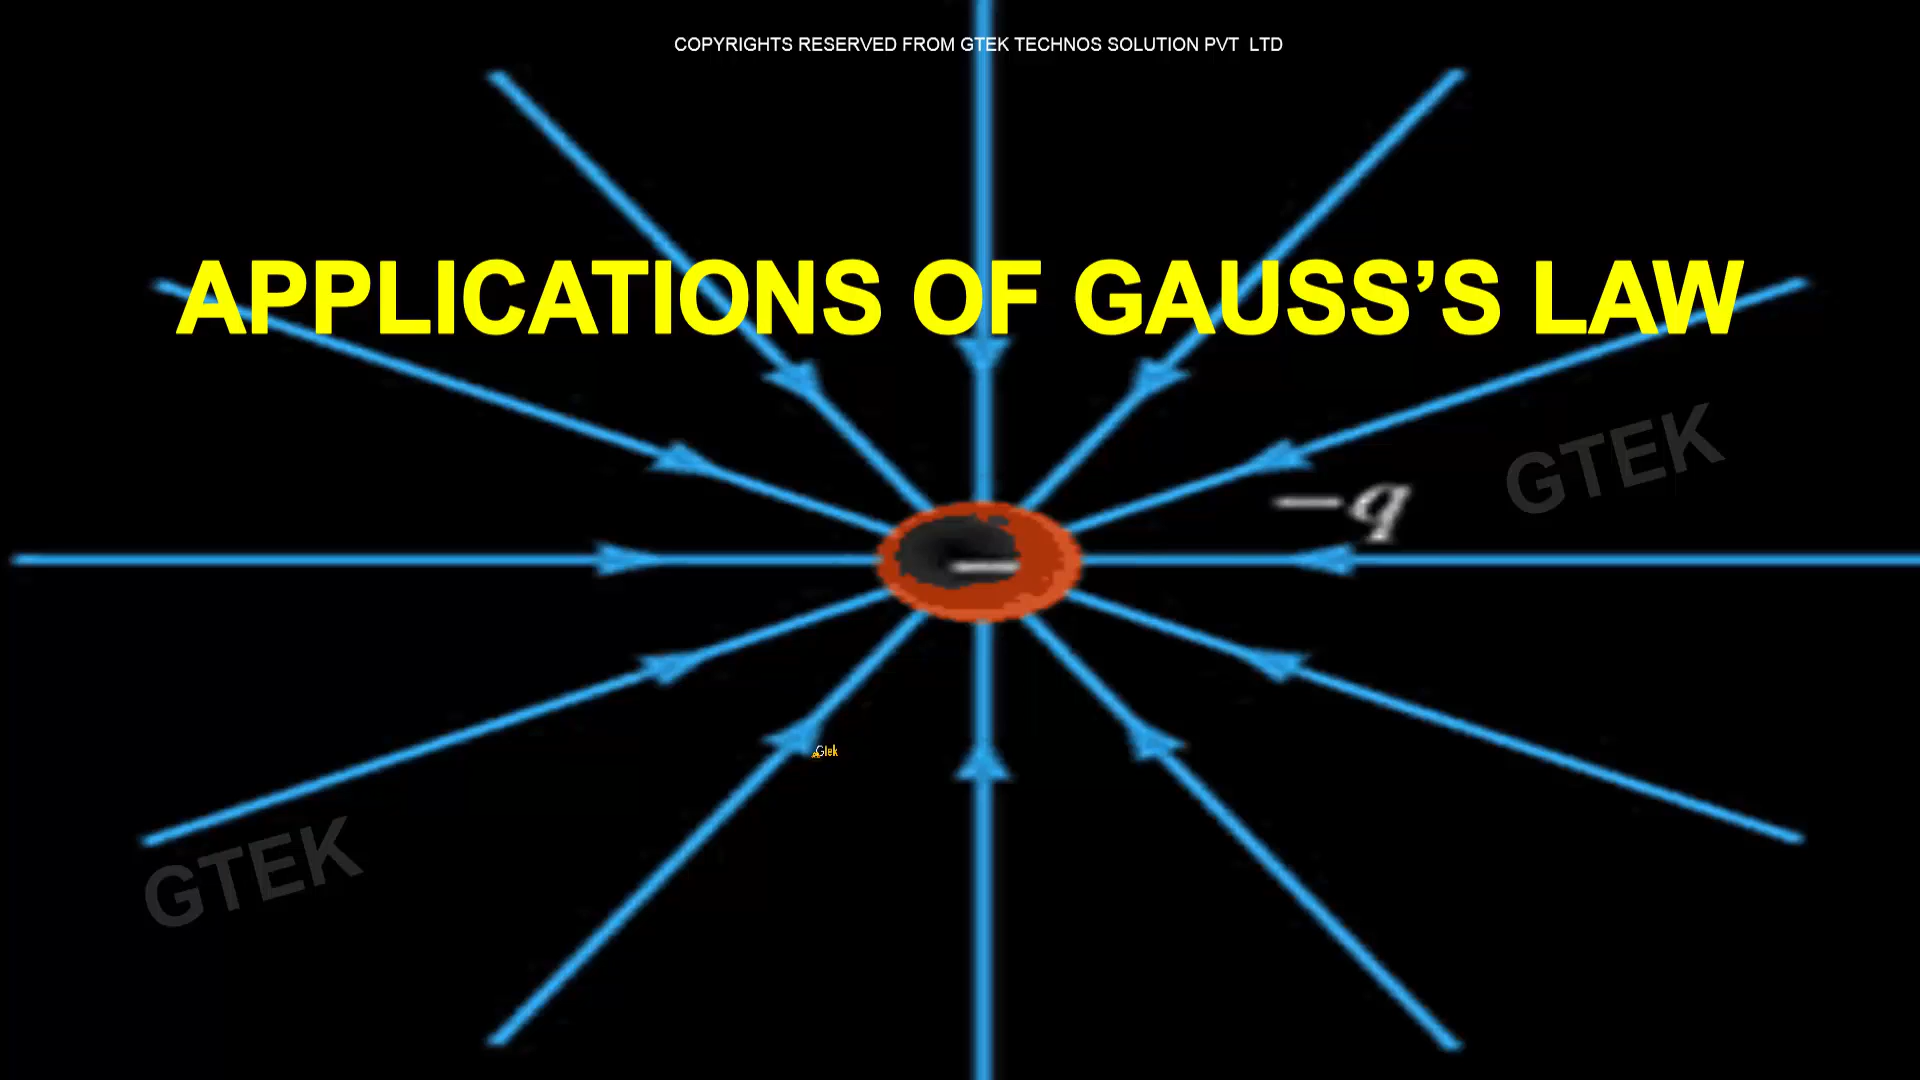 COPYRIGHTS RESERVED FROM GTEK TECHNOS SOLUTION PVT LTD
APPLICATIONS OF GAUSS’S LAW
GTEK
−q
−
Gtek
GTEK